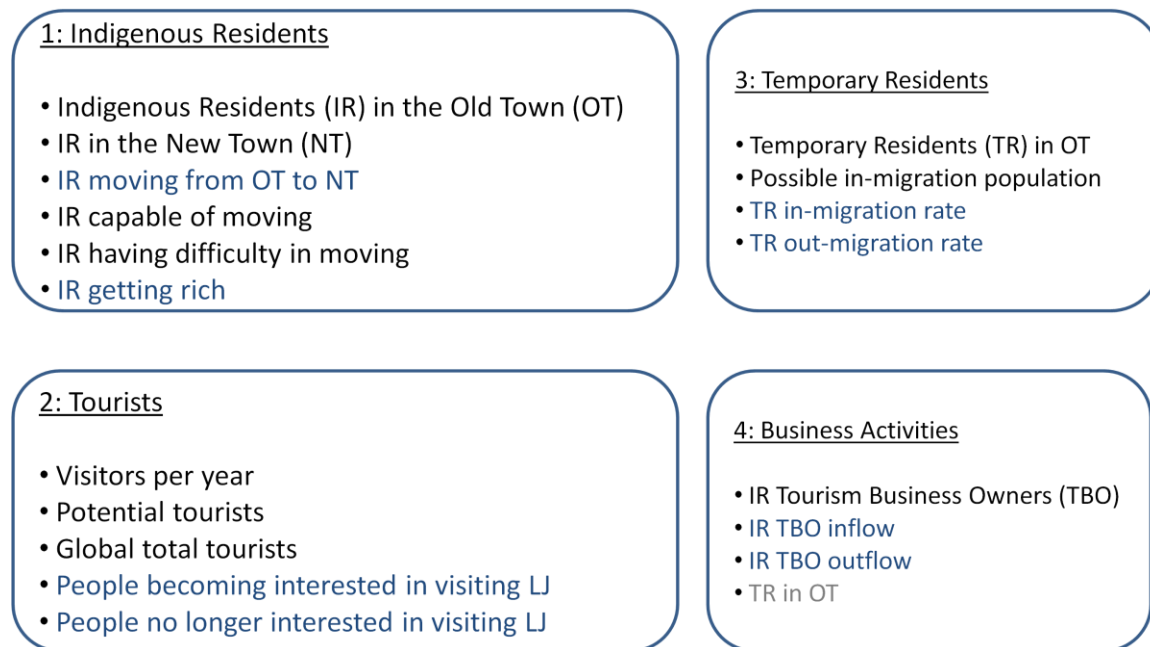 1: Indigenous Residents
• Indigenous Residents (IR) in the Old Town (OT)
• IR in the New Town (NT)
• IR moving from OT to NT
• IR capable of moving
• IR having difficulty in moving
• IR getting rich
2: Tourists
• Visitors per year
• Potential tourists
• Global total tourists
• People becoming interested in visiting LJ
• People no longer interested in visiting LJ
3: Temporary Residents
• Temporary Residents (TR) in OT
• Possible in-migration population
• TR in-migration rate
• TR out-migration rate
4: Business Activities
• IR Tourism Business Owners (TBO)
• IR TBO inflow
• IR TBO outflow
• TR in OT